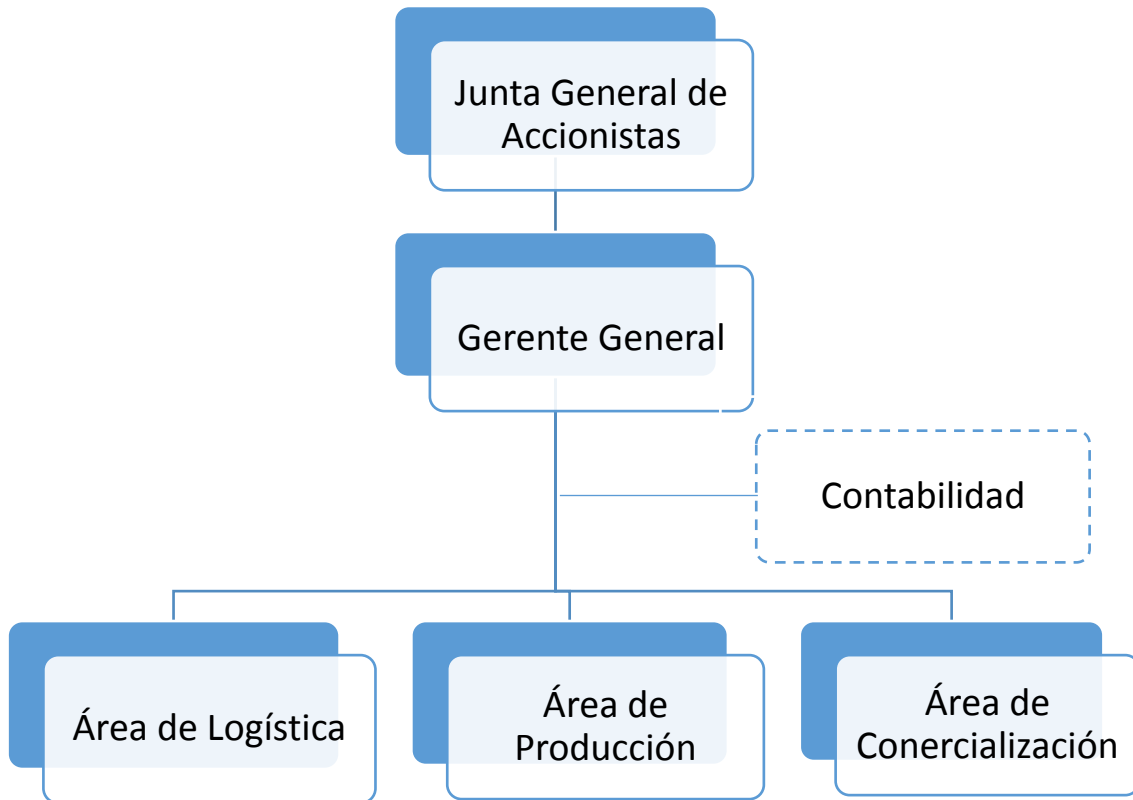 Junta General de
Accionistas
Gerente General
Contabilidad
Área de Logística
Área de
Producción
Área de
Conercialización